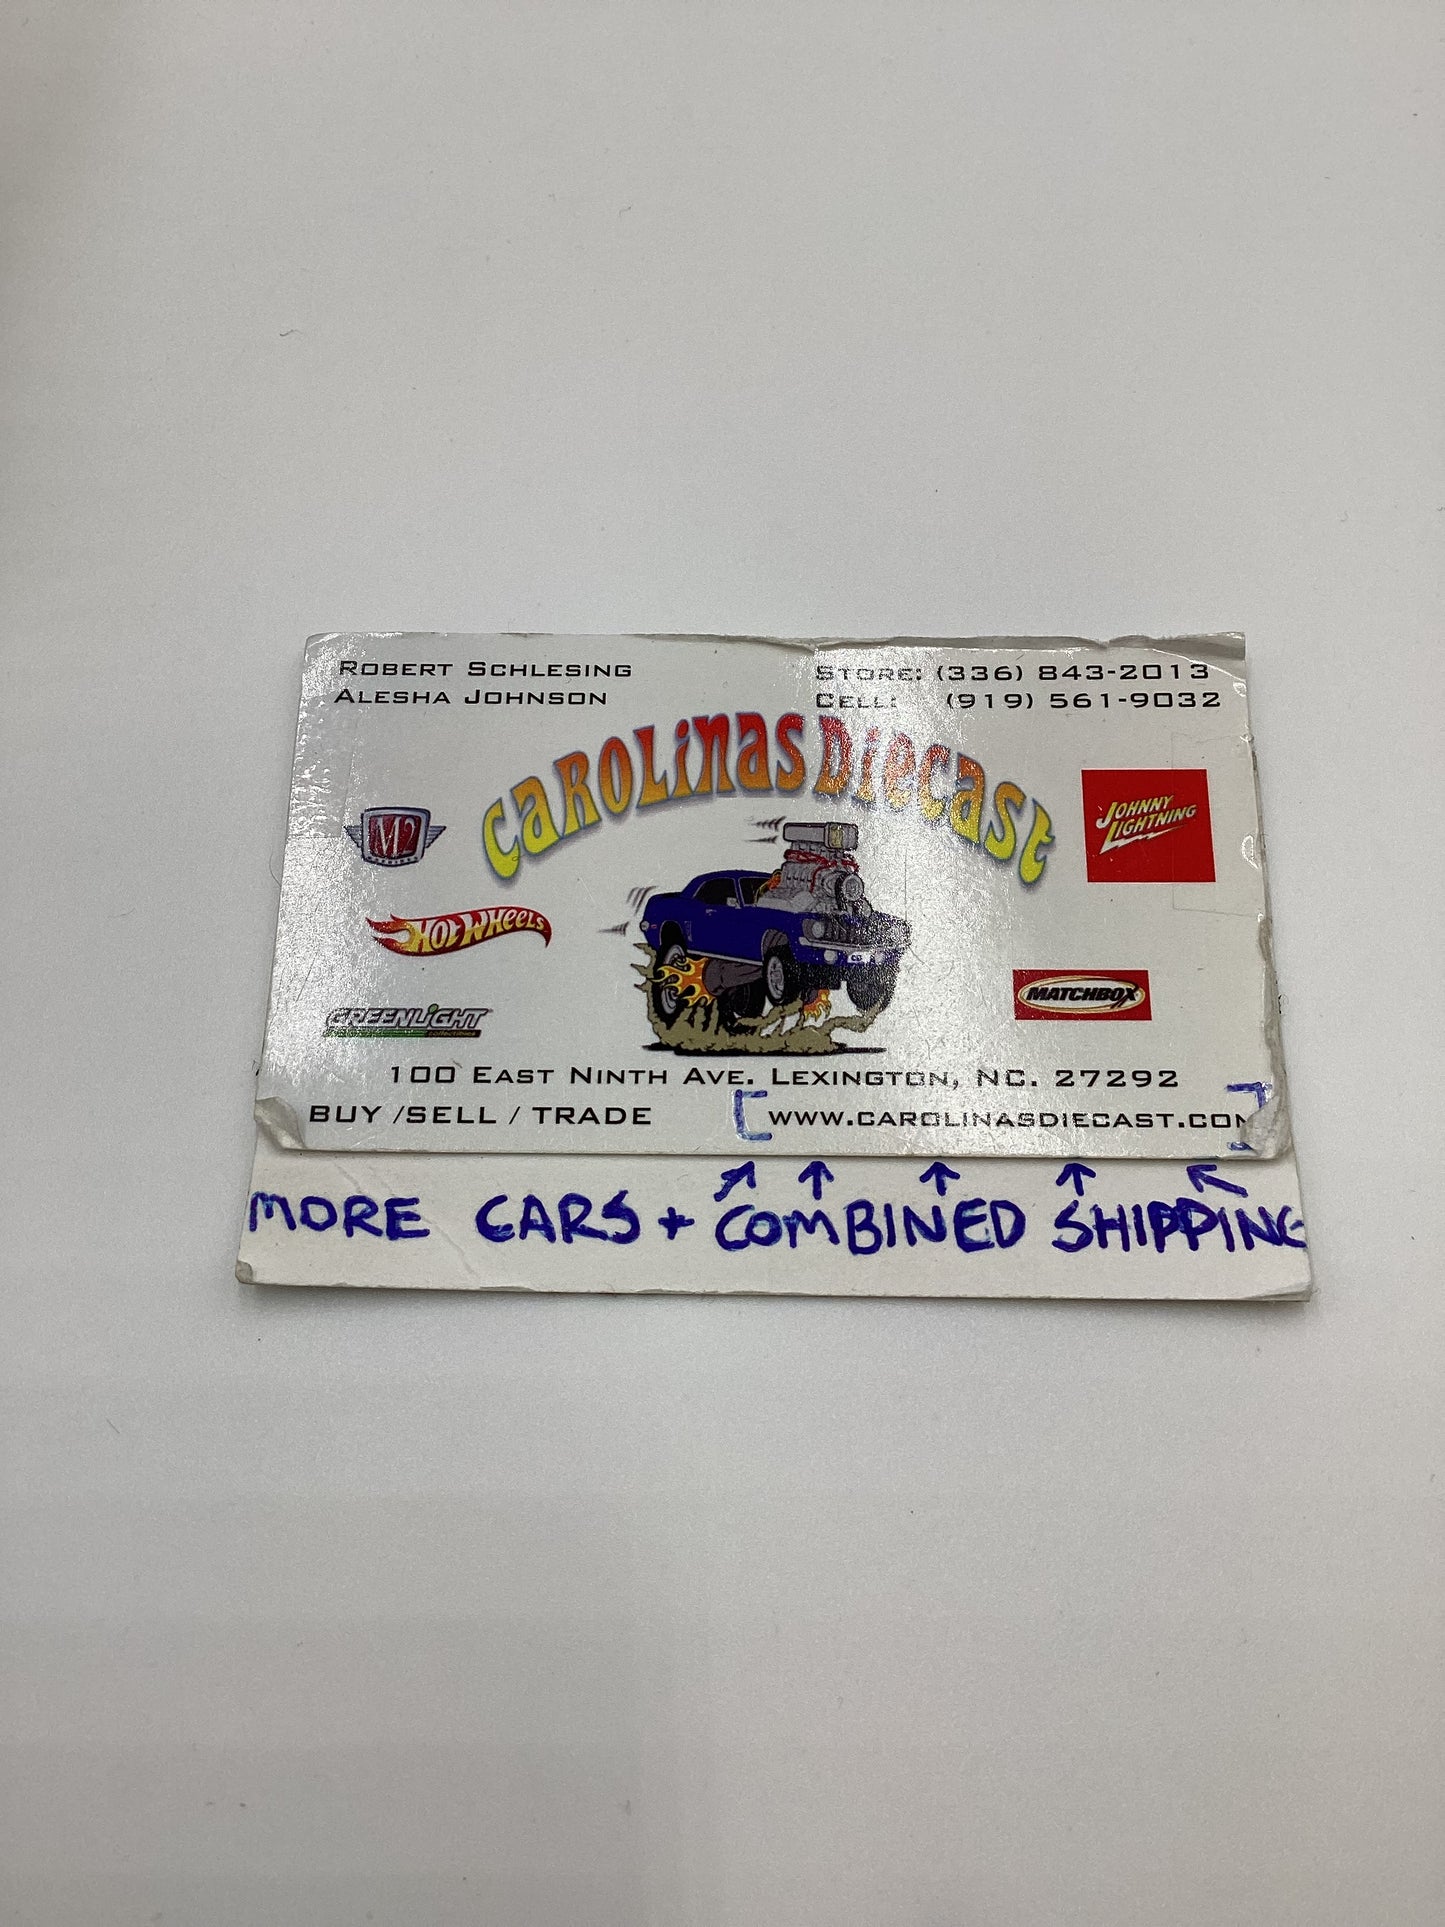 ROBERT SCHLESING
ALESHA JOHNSON
STORE: (336) 843-2013
CELL: (919) 561-9032
CAROLINAS DIECAST
M2
MACHINES
JOHNNY
LIGHTNING
HOT WHEELS
MATCHBOX
GREENLIGHT
collectibles
100 EAST NINTH AVE. LEXINGTON, NC. 27292
BUY /SELL / TRADE [WWW.CAROLINASDIECAST.COM]
MORE CARS + COMBINED SHIPPING